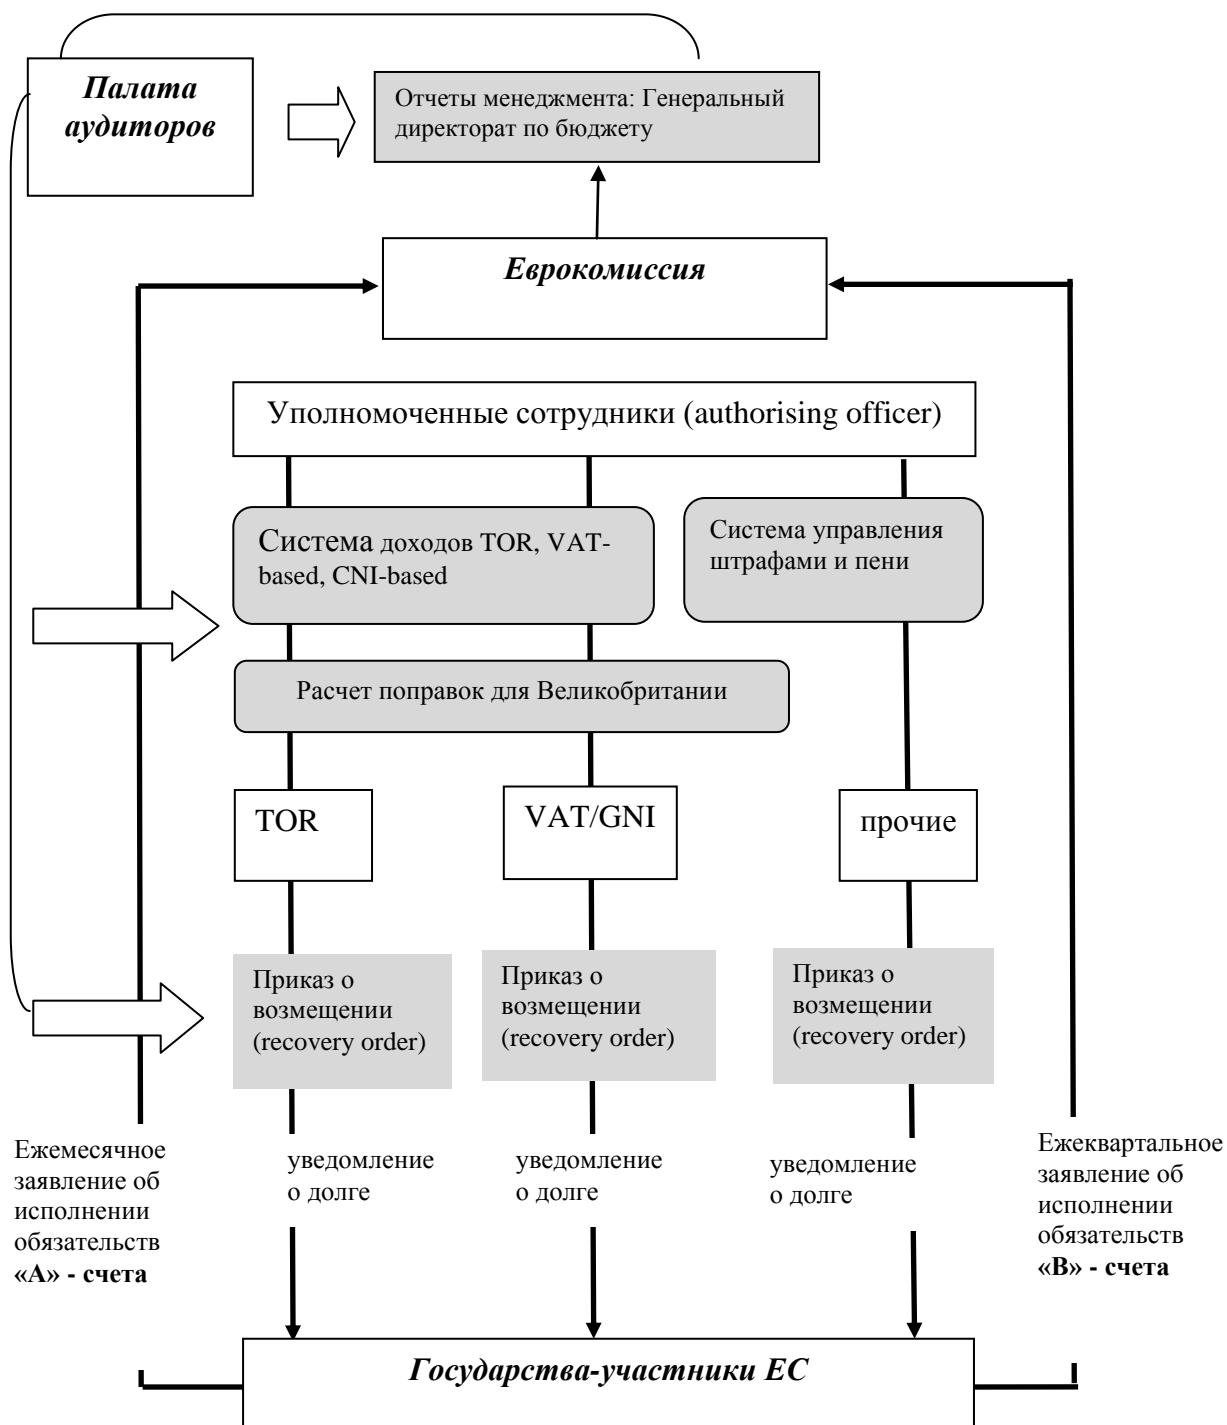 Палата
аудиторов
Отчеты менеджмента: Генеральный
директорат по бюджету
Еврокомиссия
Уполномоченные сотрудники (authorising officer)
Система доходов TOR, VAT-
based, CNI-based
Система управления
штрафами и пени
Расчет поправок для Великобритании
TOR
VAT/GNI
прочие
Приказ о
возмещении
(recovery order)
Приказ о
возмещении
(recovery order)
Приказ о
возмещении
(recovery order)
Ежемесячное
заявление об
исполнении
обязательств
«А» - счета
уведомление
о долге
уведомление
о долге
уведомление
о долге
Ежеквартальное
заявление об
исполнении
обязательств
«В» - счета
Государства-участники ЕС